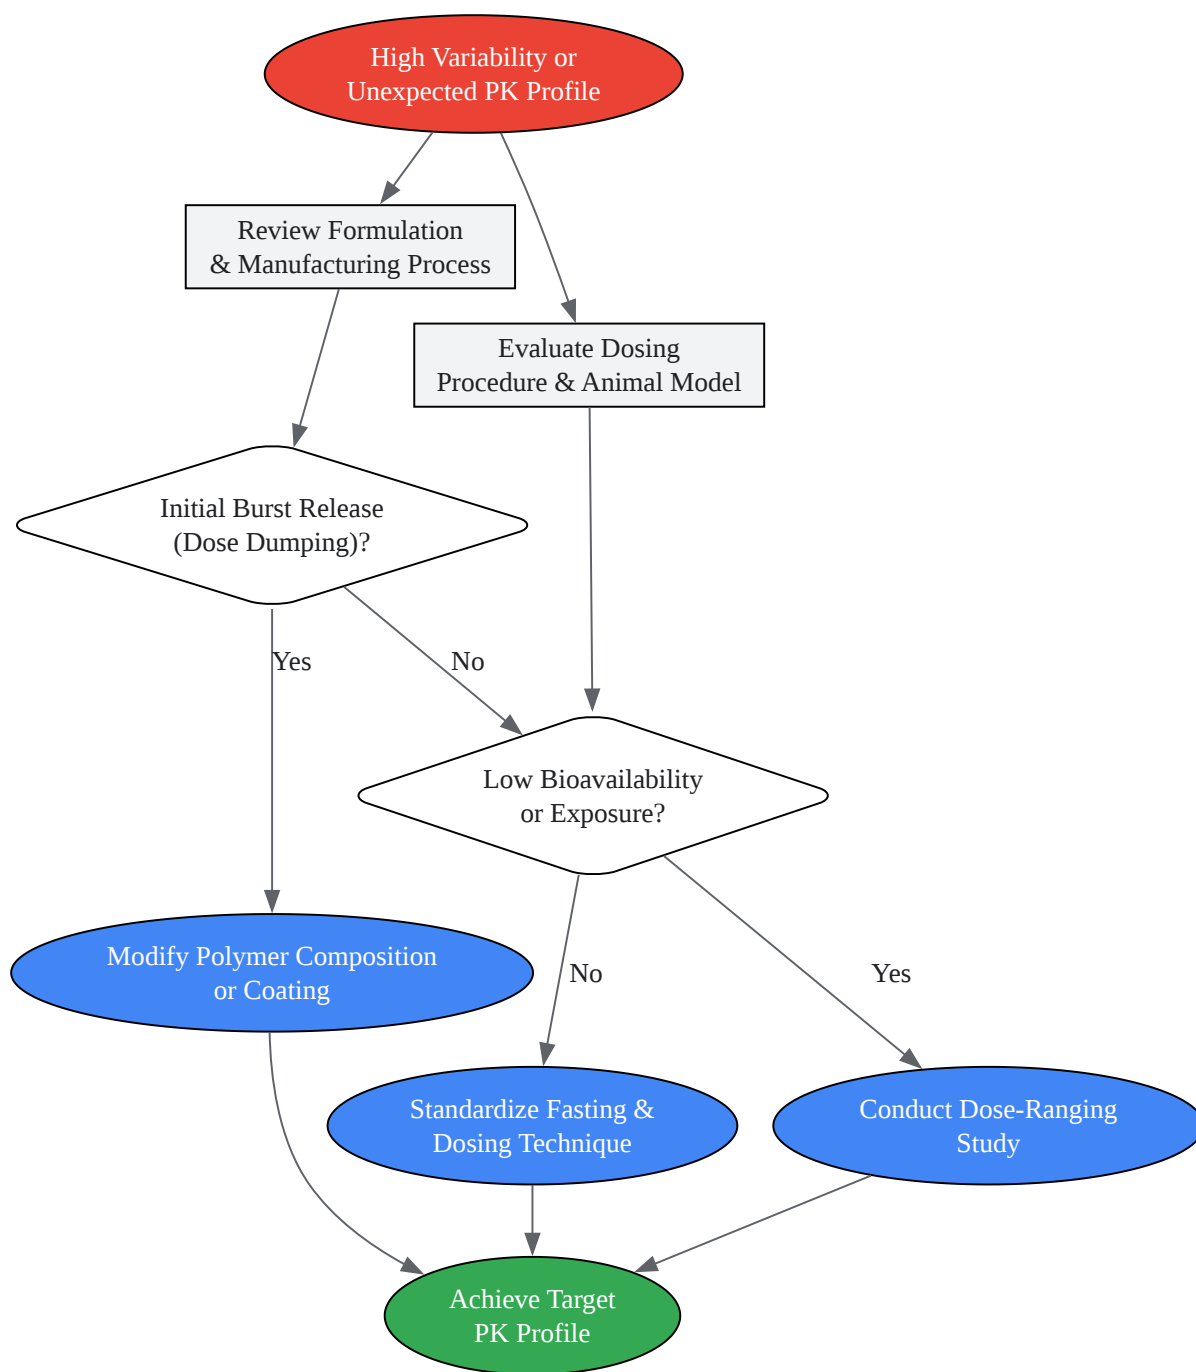 High Variability or
Unexpected PK Profile
Review Formulation
& Manufacturing Process
Evaluate Dosing
Procedure & Animal Model
Initial Burst Release
(Dose Dumping)?
Yes
No
Low Bioavailability
or Exposure?
Modify Polymer Composition
or Coating
No
Yes
Standardize Fasting &
Dosing Technique
Conduct Dose-Ranging
Study
Achieve Target
PK Profile